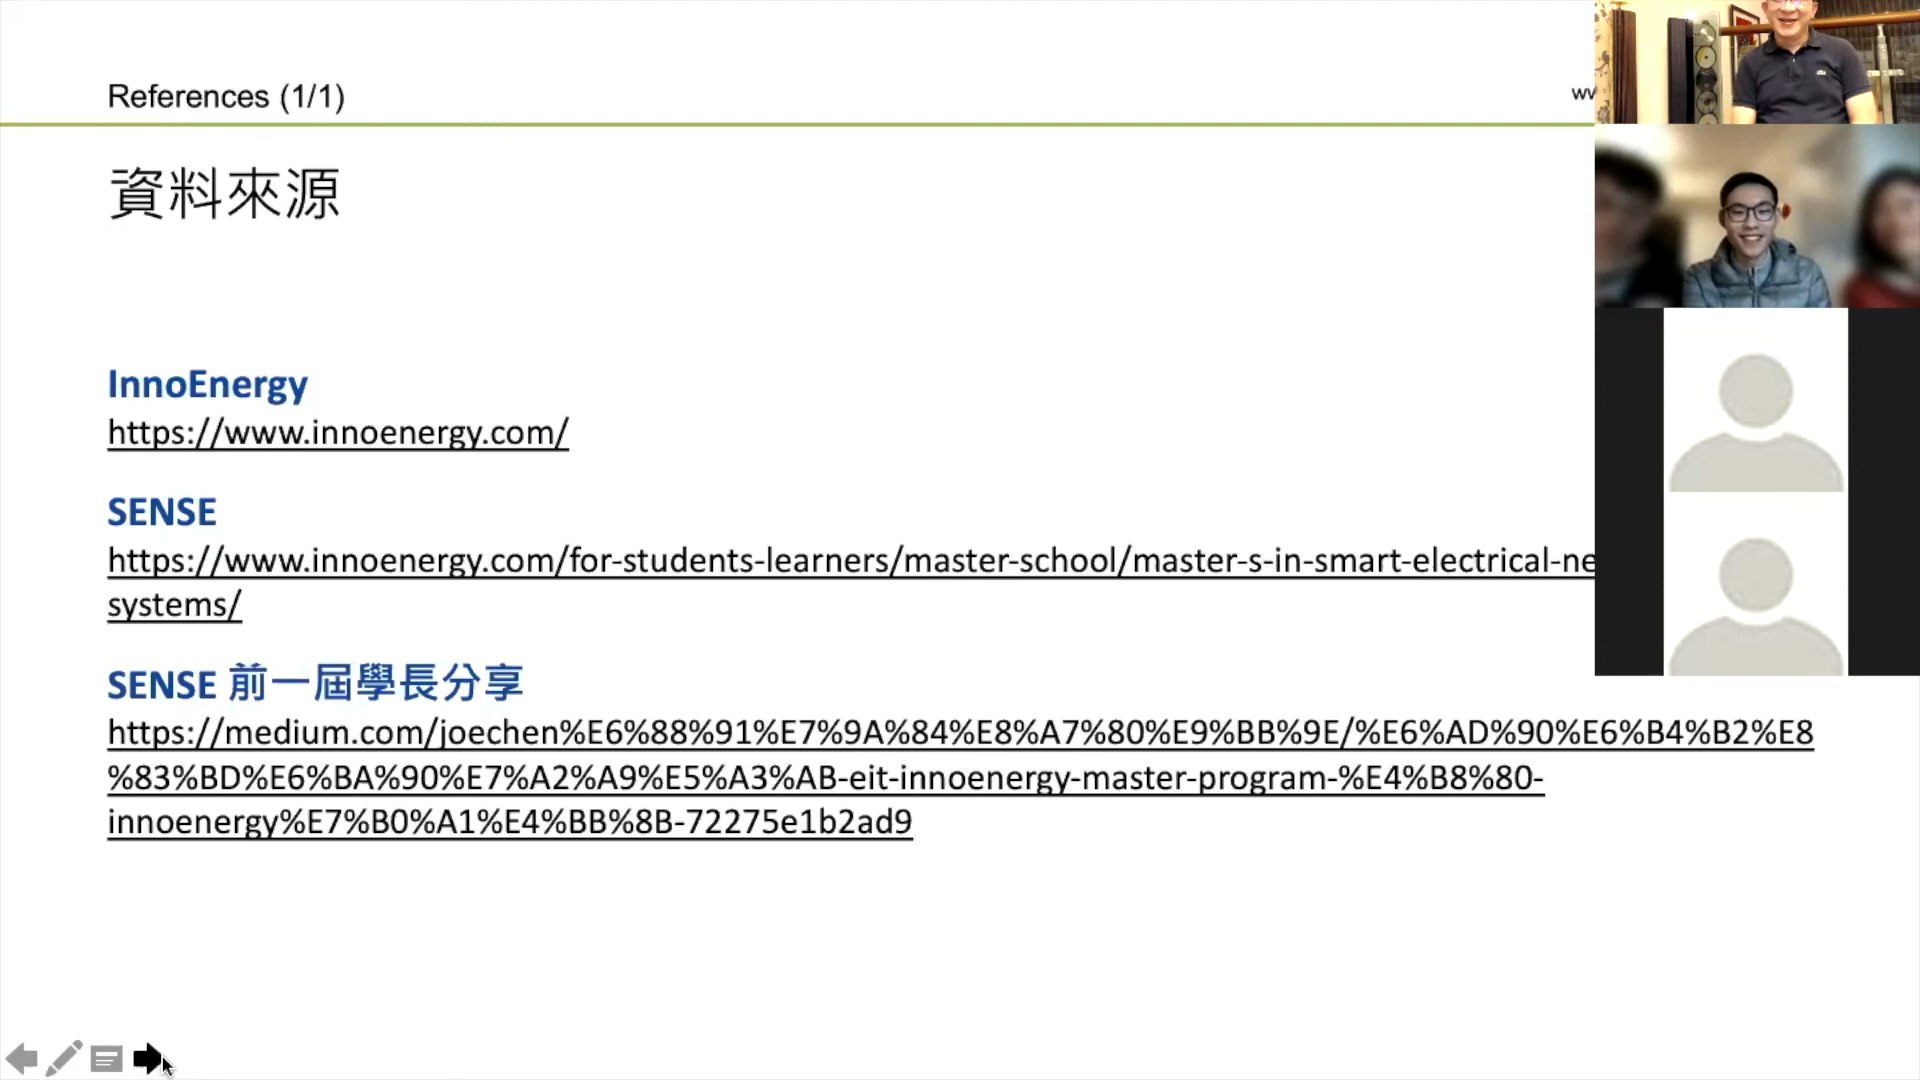 References (1/1)
資料來源
InnoEnergy
https://www.innoenergy.com/
SENSE
https://www.innoenergy.com/for-students-learners/master-school/master-s-in-smart-electrical-ne
systems/
SENSE 前一屆學長分享
https://medium.com/joechen%E6%88%91%E7%9A%84%E8%A7%80%E9%BB%9E/%E6%AD%90%E6%B4%B2%E8
%83%BD%E6%BA%90%E7%A2%A9%E5%A3%AB-eit-innoenergy-master-program-%E4%B8%80-
innoenergy%E7%B0%A1%E4%BB%8B-72275e1b2ad9